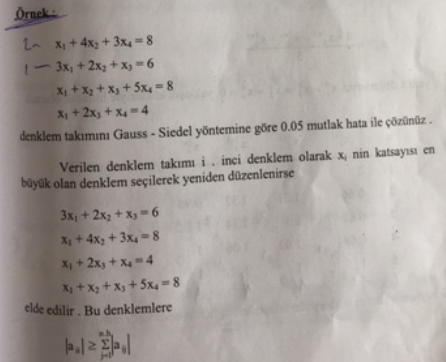 Örnek :
2- x₁ + 4x₂ + 3x₄ = 8
1 - 3x₁ + 2x₂ + x₃ = 6
x₁ + x₂ + x₃ + 5x₄ = 8
x₁ + 2x₃ + x₄ = 4
denklem takımını Gauss - Siedel yöntemine göre 0.05 mutlak hata ile çözünüz .
Verilen denklem takımı i . inci denklem olarak xᵢ nin katsayısı en
büyük olan denklem seçilerek yeniden düzenlenirse
3x₁ + 2x₂ + x₃ = 6
x₁ + 4x₂ + 3x₄ = 8
x₁ + 2x₃ + x₄ = 4
x₁ + x₂ + x₃ + 5x₄ = 8
elde edilir . Bu denklemlere
|aᵢᵢ| ≥ Σ|aᵢⱼ|